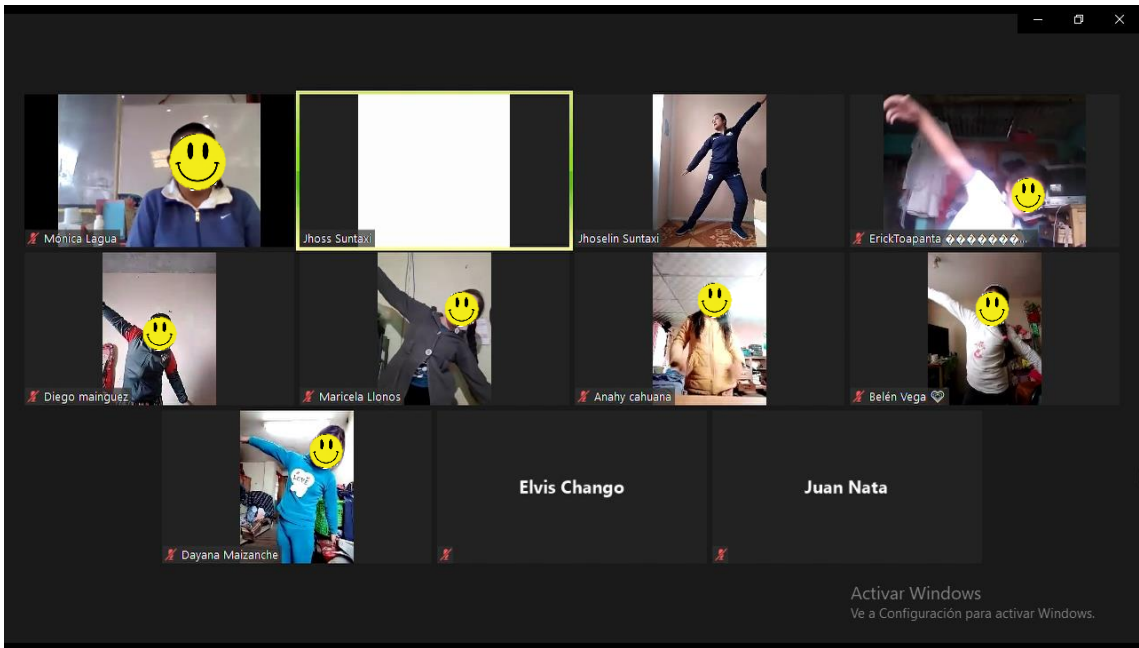 Mónica Lagua
Jhoss Suntaxi
Jhoselin Suntaxi
ErickToapanta �������...
Diego mainguez
Maricela Llonos
Anahy cahuana
Belén Vega
LOVE
Dayana Maizanche
Elvis Chango
Juan Nata
Activar Windows
Ve a Configuración para activar Windows.